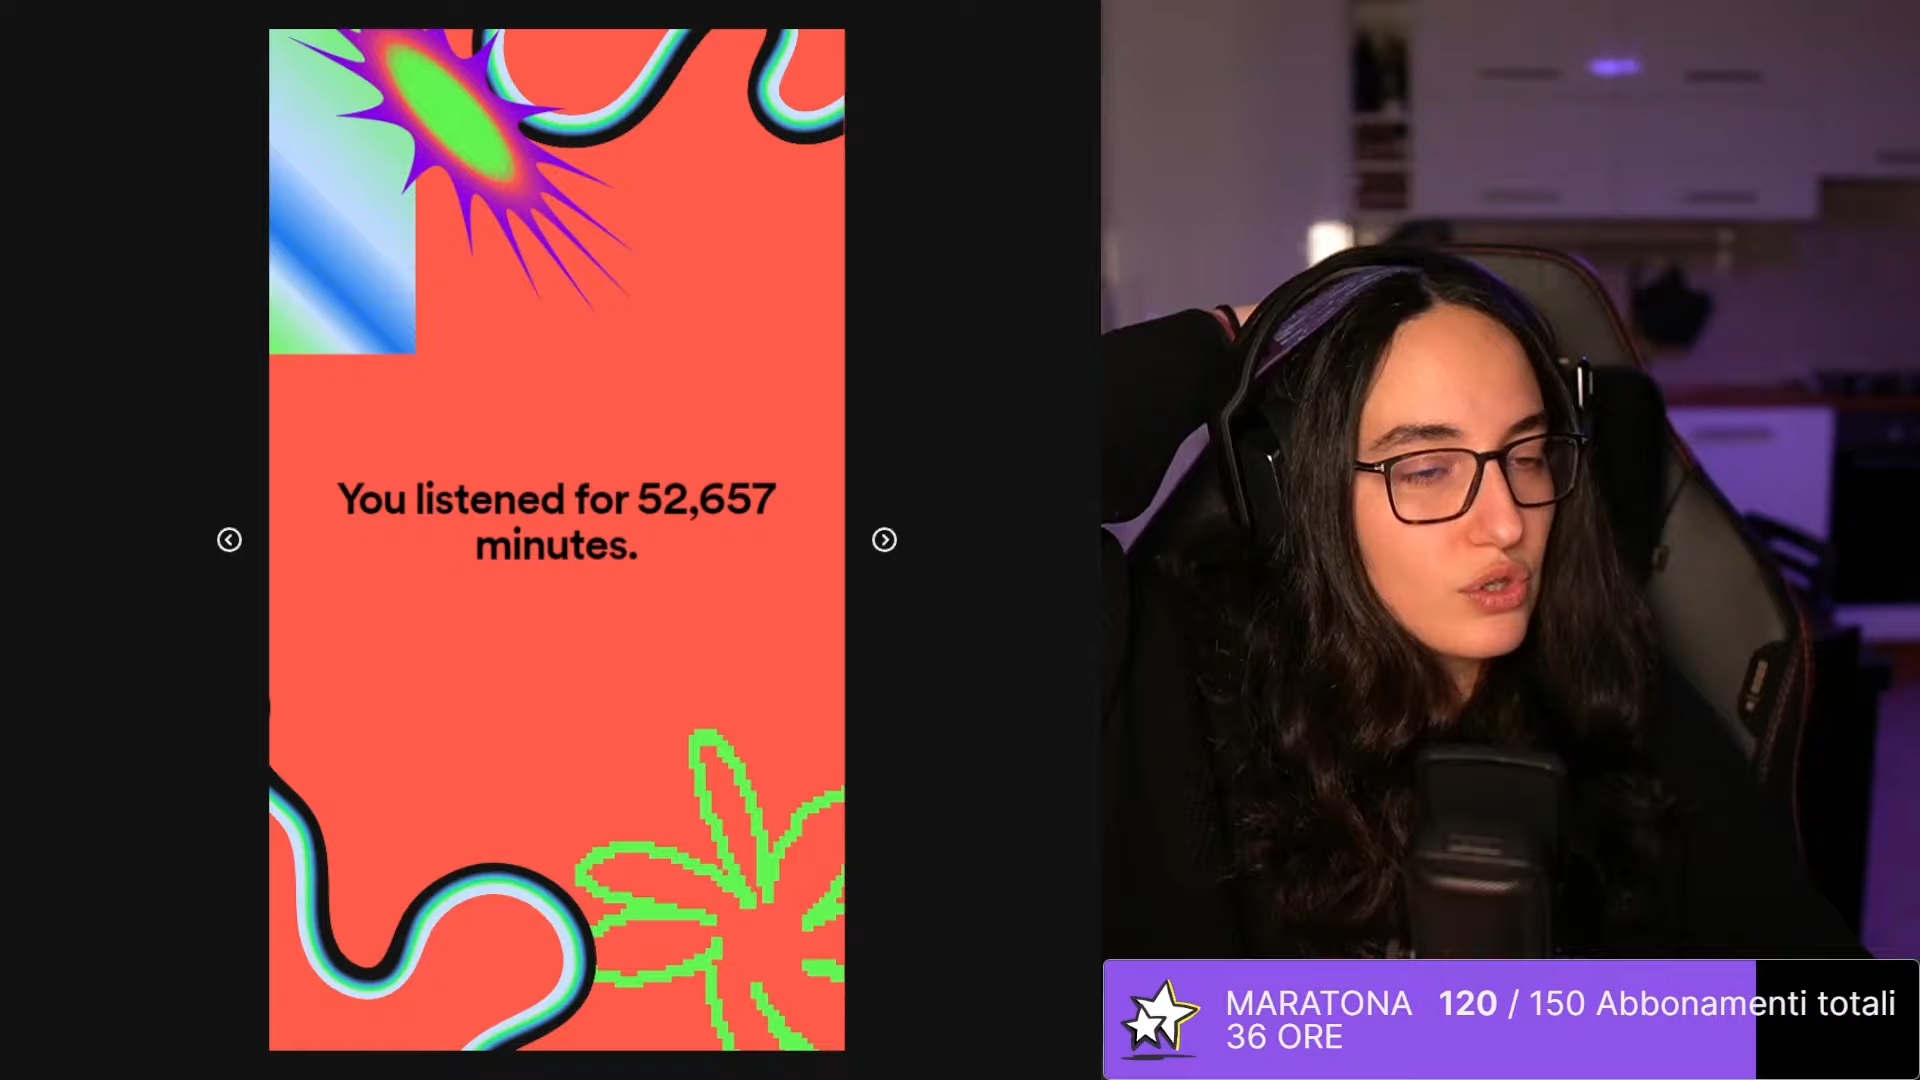 You listened for 52,657
minutes.
MARATONA 120 / 150 Abbonamenti totali
36 ORE